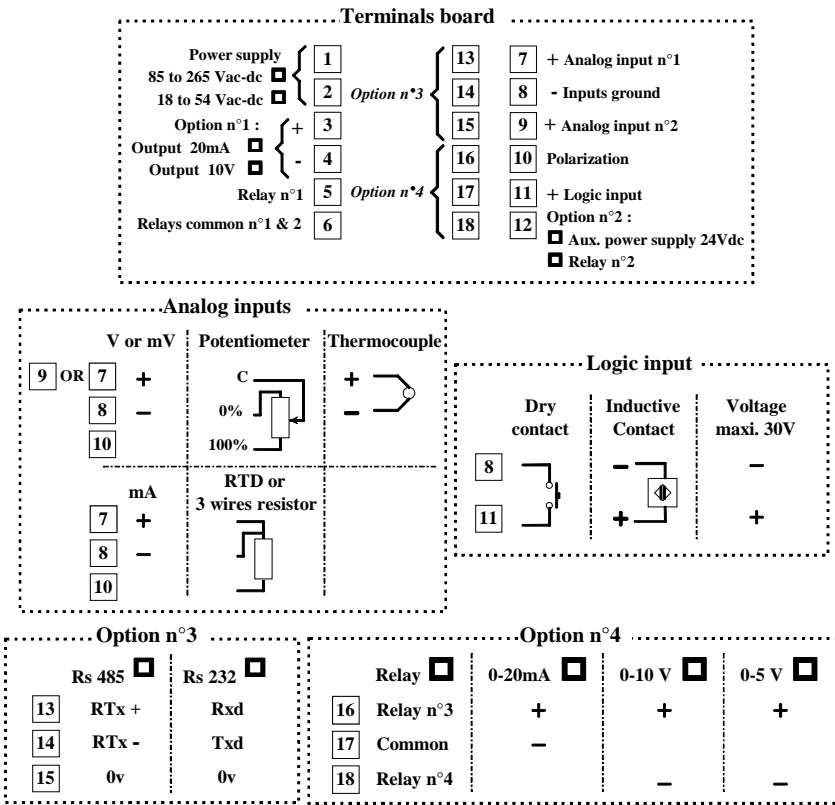 Terminals board
Power supply 1 13 7 + Analog input n°1
85 to 265 Vac-dc
18 to 54 Vac-dc 2 Option n°3 14 8 - Inputs ground
Option n°1 : + 3 15 9 + Analog input n°2
Output 20mA
Output 10V - 4 16 10 Polarization
Relay n°1 5 Option n°4 17 11 + Logic input
Relays common n°1 & 2 6 18 12 Option n°2 :
Aux. power supply 24Vdc
Relay n°2
Analog inputs
V or mV Potentiometer Thermocouple
9 OR 7 + C +
8 - 0% -
10 100%
mA RTD or
3 wires resistor
7 +
8 -
10
Logic input
Dry contact Inductive Contact Voltage maxi. 30V
8 - -
11 + +
Option n°3
Rs 485 Rs 232
13 RTx + Rxd
14 RTx - Txd
15 0v 0v
Option n°4
Relay 0-20mA 0-10 V 0-5 V
16 Relay n°3 + + +
17 Common -
18 Relay n°4 - -